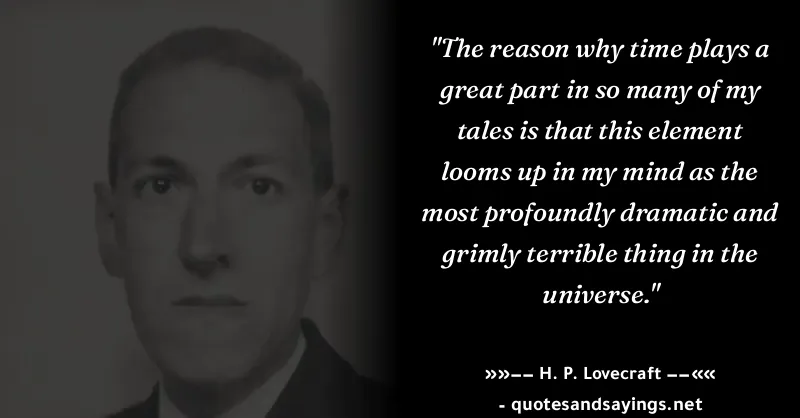 "The reason why time plays a
great part in so many of my
tales is that this element
looms up in my mind as the
most profoundly dramatic and
grimly terrible thing in the
universe."
»»–– H. P. Lovecraft ––««
- quotesandsayings.net